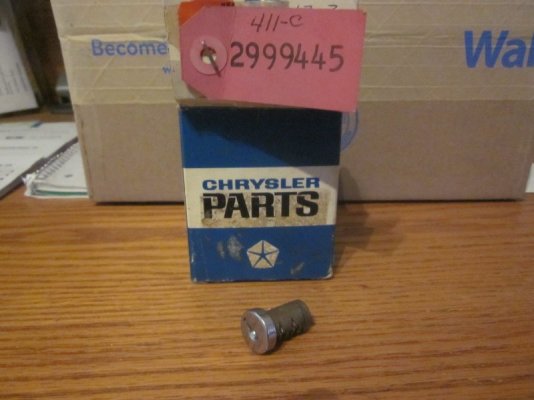 411-C
2999445
Become
Wal
CHRYSLER
PARTS